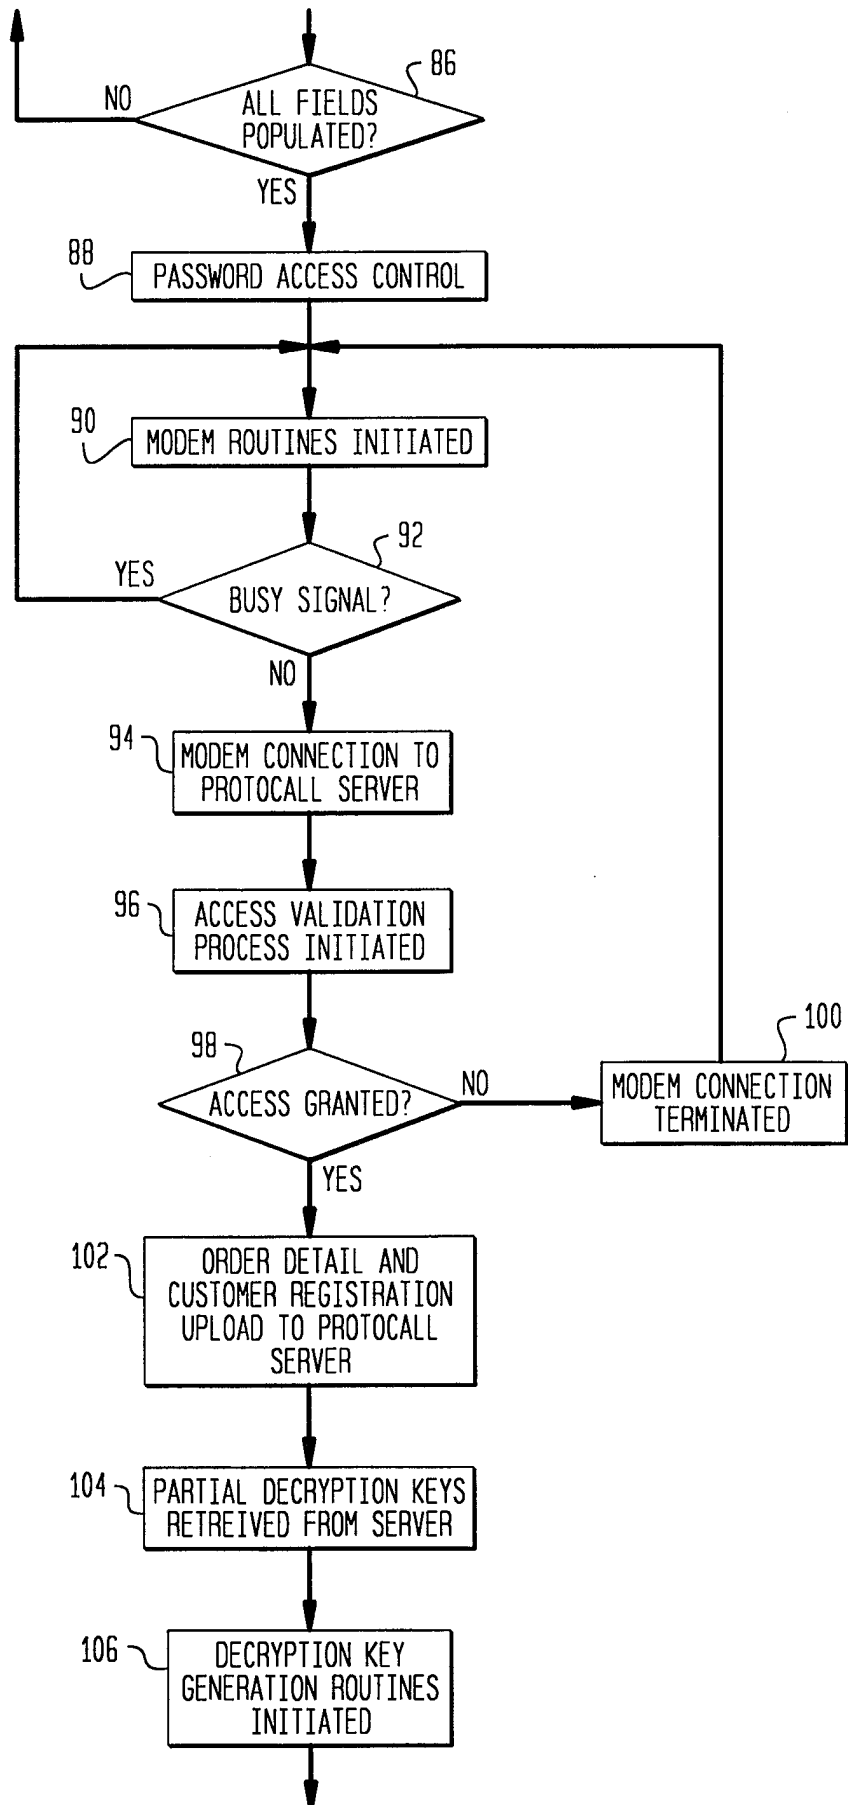 86
NO
ALL FIELDS
POPULATED?
YES
88
PASSWORD ACCESS CONTROL
90
MODEM ROUTINES INITIATED
92
YES
BUSY SIGNAL?
NO
94
MODEM CONNECTION TO
PROTOCALL SERVER
96
ACCESS VALIDATION
PROCESS INITIATED
98
100
ACCESS GRANTED?
NO
MODEM CONNECTION
TERMINATED
YES
102
ORDER DETAIL AND
CUSTOMER REGISTRATION
UPLOAD TO PROTOCALL
SERVER
104
PARTIAL DECRYPTION KEYS
RETREIVED FROM SERVER
106
DECRYPTION KEY
GENERATION ROUTINES
INITIATED